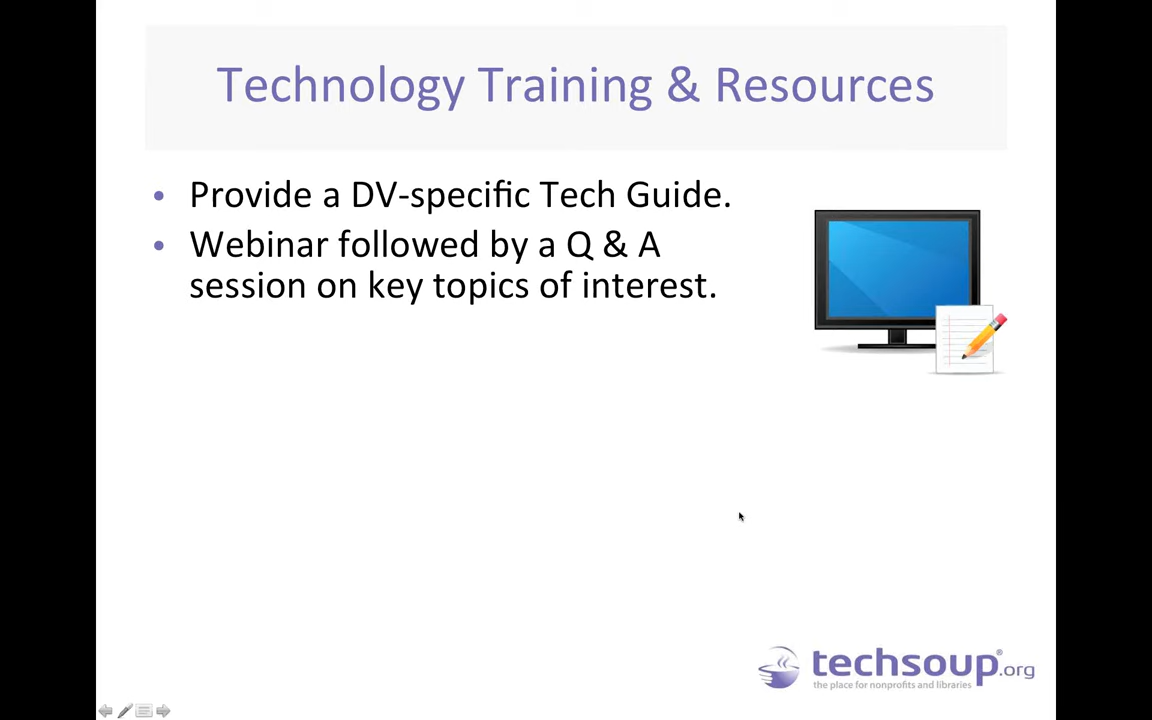 Technology Training & Resources
• Provide a DV-specific Tech Guide.
• Webinar followed by a Q & A
session on key topics of interest.
techsoup®.org
the place for nonprofits and libraries